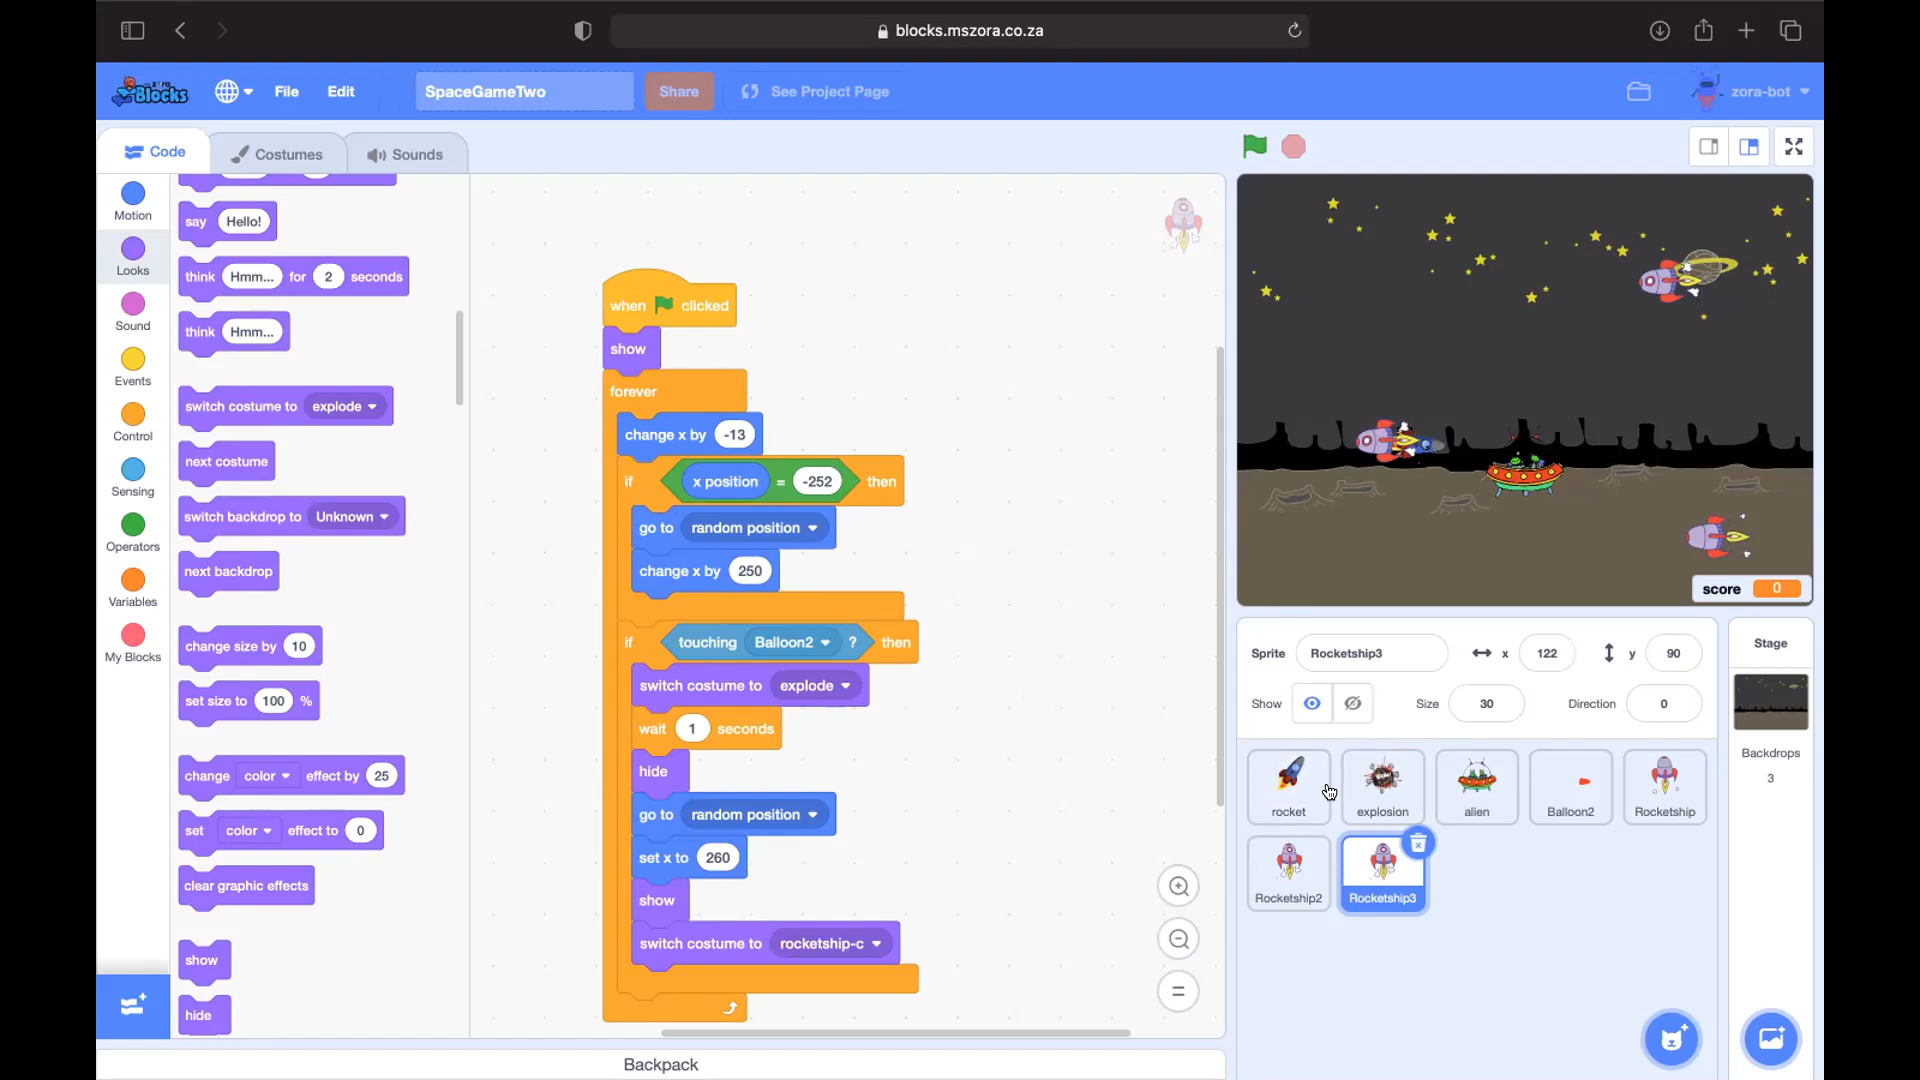 blocks.mszora.co.za
Blocks
File
Edit
SpaceGameTwo
Share
See Project Page
zora-bot
Code
Costumes
Sounds
Motion
Looks
Sound
Events
Control
Sensing
Operators
Variables
My Blocks
say Hello!
think Hmm... for 2 seconds
think Hmm...
switch costume to explode
next costume
switch backdrop to Unknown
next backdrop
change size by 10
set size to 100 %
change color effect by 25
set color effect to 0
clear graphic effects
show
hide
when clicked
show
forever
change x by -13
if x position = -252 then
go to random position
change x by 250
if touching Balloon2 ? then
switch costume to explode
wait 1 seconds
hide
go to random position
set x to 260
show
switch costume to rocketship-c
Backpack
score 0
Sprite Rocketship3 x 122 y 90
Show Size 30 Direction 0
rocket
explosion
alien
Balloon2
Rocketship
Rocketship2
Rocketship3
Stage
Backdrops
3